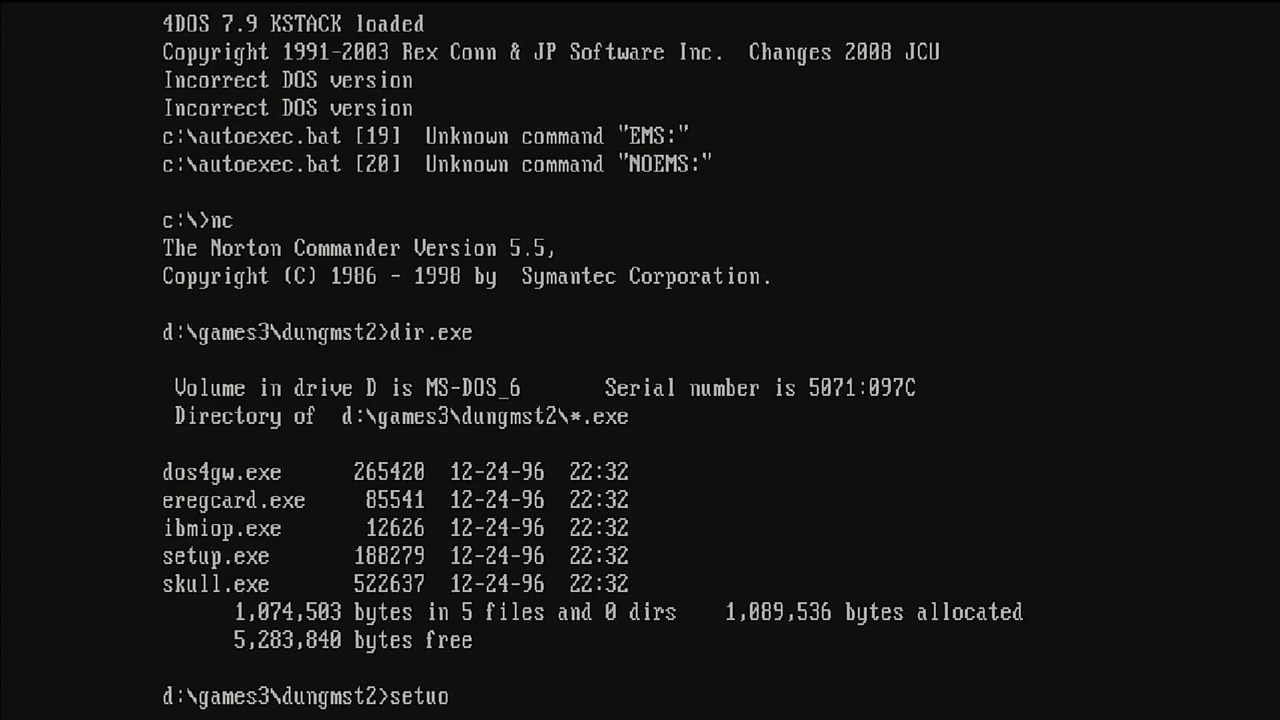 4DOS 7.9 KSTACK loaded
Copyright 1991-2003 Rex Conn & JP Software Inc.  Changes 2008 JCU
Incorrect DOS version
Incorrect DOS version
c:\autoexec.bat [19]  Unknown command "EMS:"
c:\autoexec.bat [20]  Unknown command "NOEMS:"
c:\>nc
The Norton Commander Version 5.5,
Copyright (C) 1986 - 1998 by  Symantec Corporation.
d:\games3\dungmst2>dir.exe
Volume in drive D is MS-DOS_6       Serial number is 5071:097C
Directory of  d:\games3\dungmst2\*.exe
dos4gw.exe      265420  12-24-96  22:32
eregcard.exe     85541  12-24-96  22:32
ibmiop.exe       12626  12-24-96  22:32
setup.exe       188279  12-24-96  22:32
skull.exe       522637  12-24-96  22:32
1,074,503 bytes in 5 files and 0 dirs    1,089,536 bytes allocated
5,283,840 bytes free
d:\games3\dungmst2>setuo